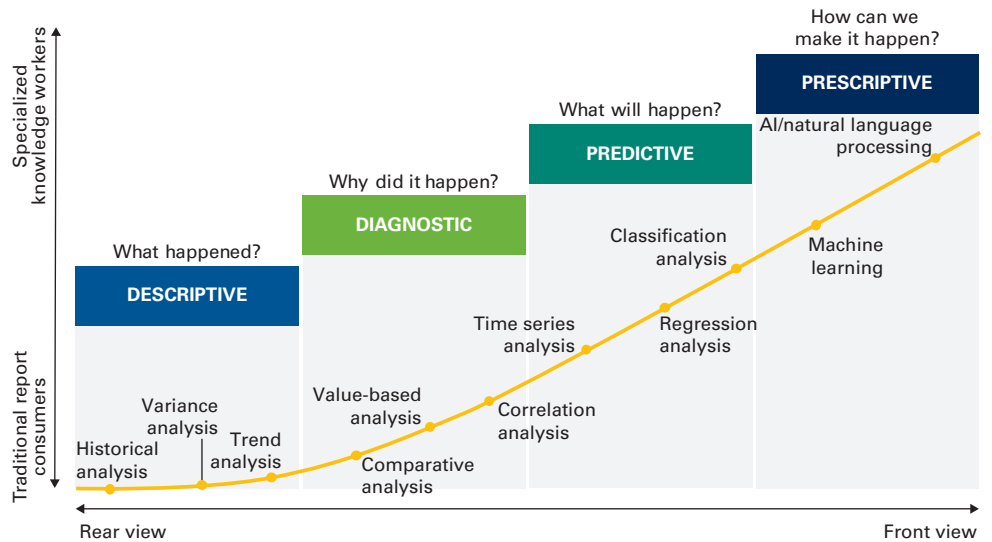 How can we
make it happen?
PRESCRIPTIVE
What will happen?
PREDICTIVE
Why did it happen?
DIAGNOSTIC
What happened?
DESCRIPTIVE
Specialized
knowledge workers
Traditional report
consumers
Historical
analysis
Variance
analysis
Trend
analysis
Value-based
analysis
Comparative
analysis
Correlation
analysis
Time series
analysis
Regression
analysis
Classification
analysis
Machine
learning
AI/natural language
processing
Rear view
Front view